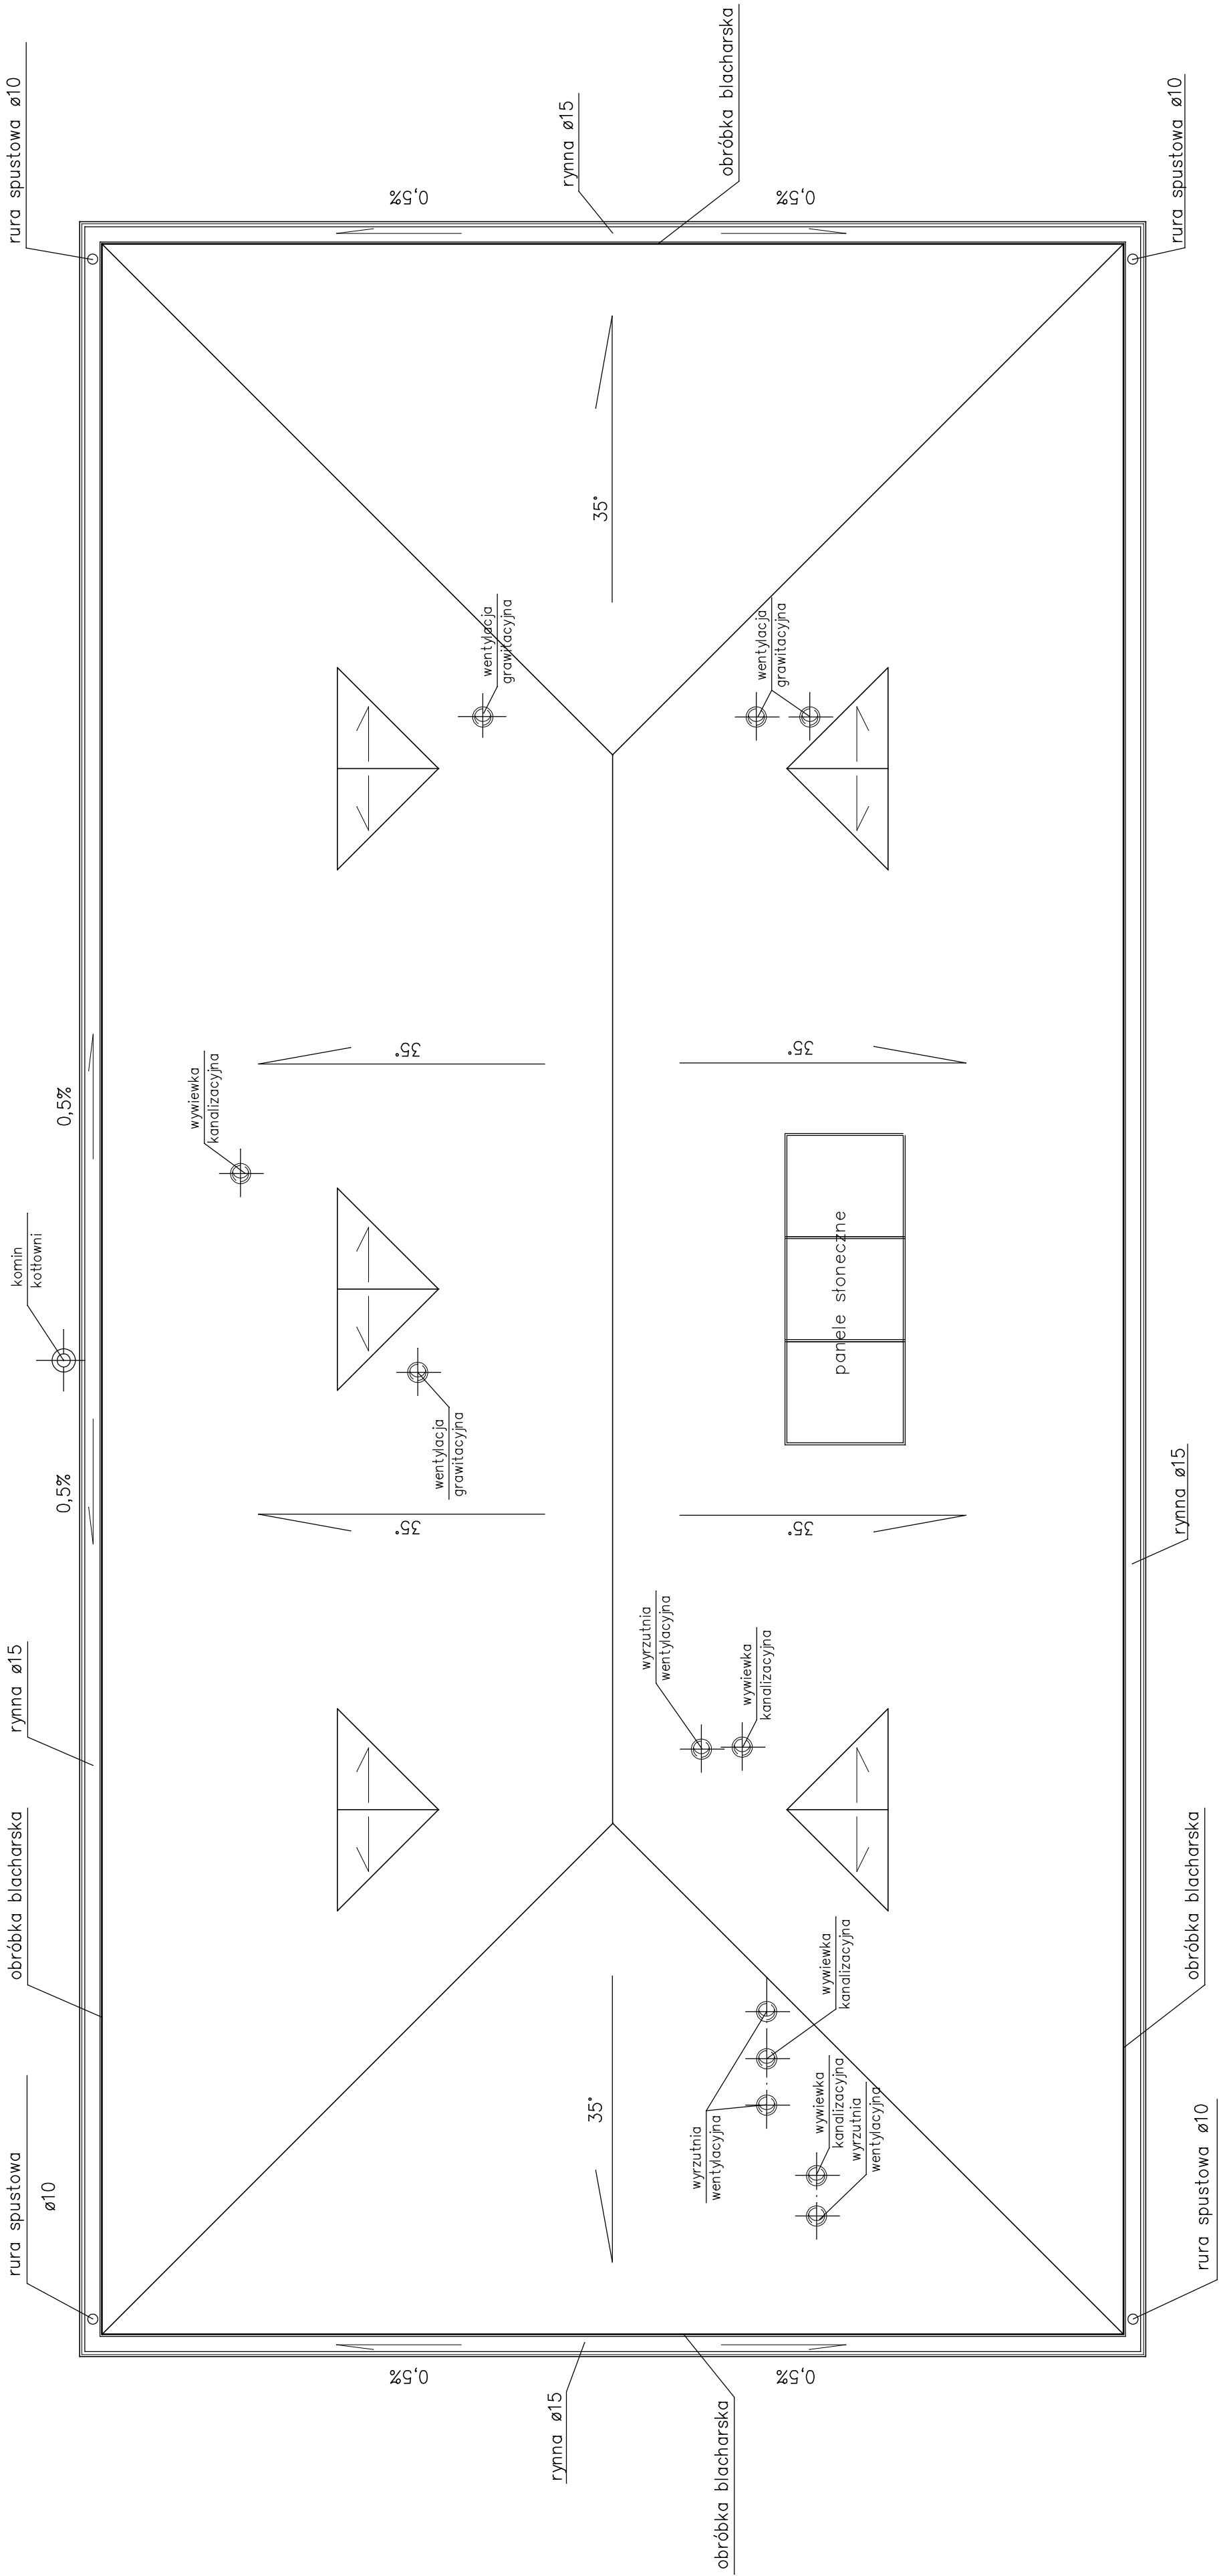 rura spustowa
ø10
obróbka blacharska
rynna ø15
0,5%
komin
kotłowni
0,5%
rura spustowa ø10
wywiewka
kanalizacyjna
wentylacja
grawitacyjna
wentylacja
grawitacyjna
35°
35°
0,5%
0,5%
rynna ø15
35°
35°
rynna ø15
obróbka blacharska
wyrzutnia
wentylacyjna
wywiewka
kanalizacyjna
wyrzutnia
wentylacyjna
wywiewka
kanalizacyjna
wywiewka
kanalizacyjna
wyrzutnia
wentylacyjna
wentylacja
grawitacyjna
panele słoneczne
35°
35°
0,5%
0,5%
obróbka blacharska
rura spustowa ø10
obróbka blacharska
rynna ø15
rura spustowa ø10